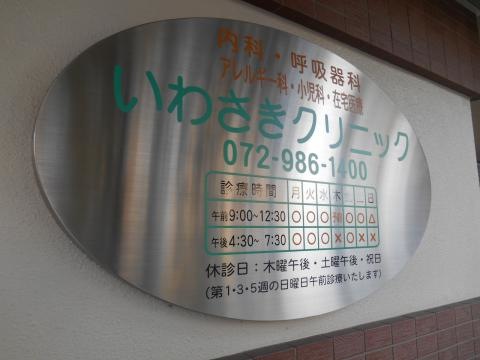 内科・呼吸器科
アレルギー科・小児科・在宅医療
いわさきクリニック
072-986-1400
診療時間 月 火 水 木 二 二 日
午前 9:00~12:30 ○ ○ ○ ○ ○ △
午後 4:30~ 7:30 ○ ○ ○ × ○ × ×
休診日:木曜午後・土曜午後・祝日
(第1・3・5週の日曜日午前診療いたします)